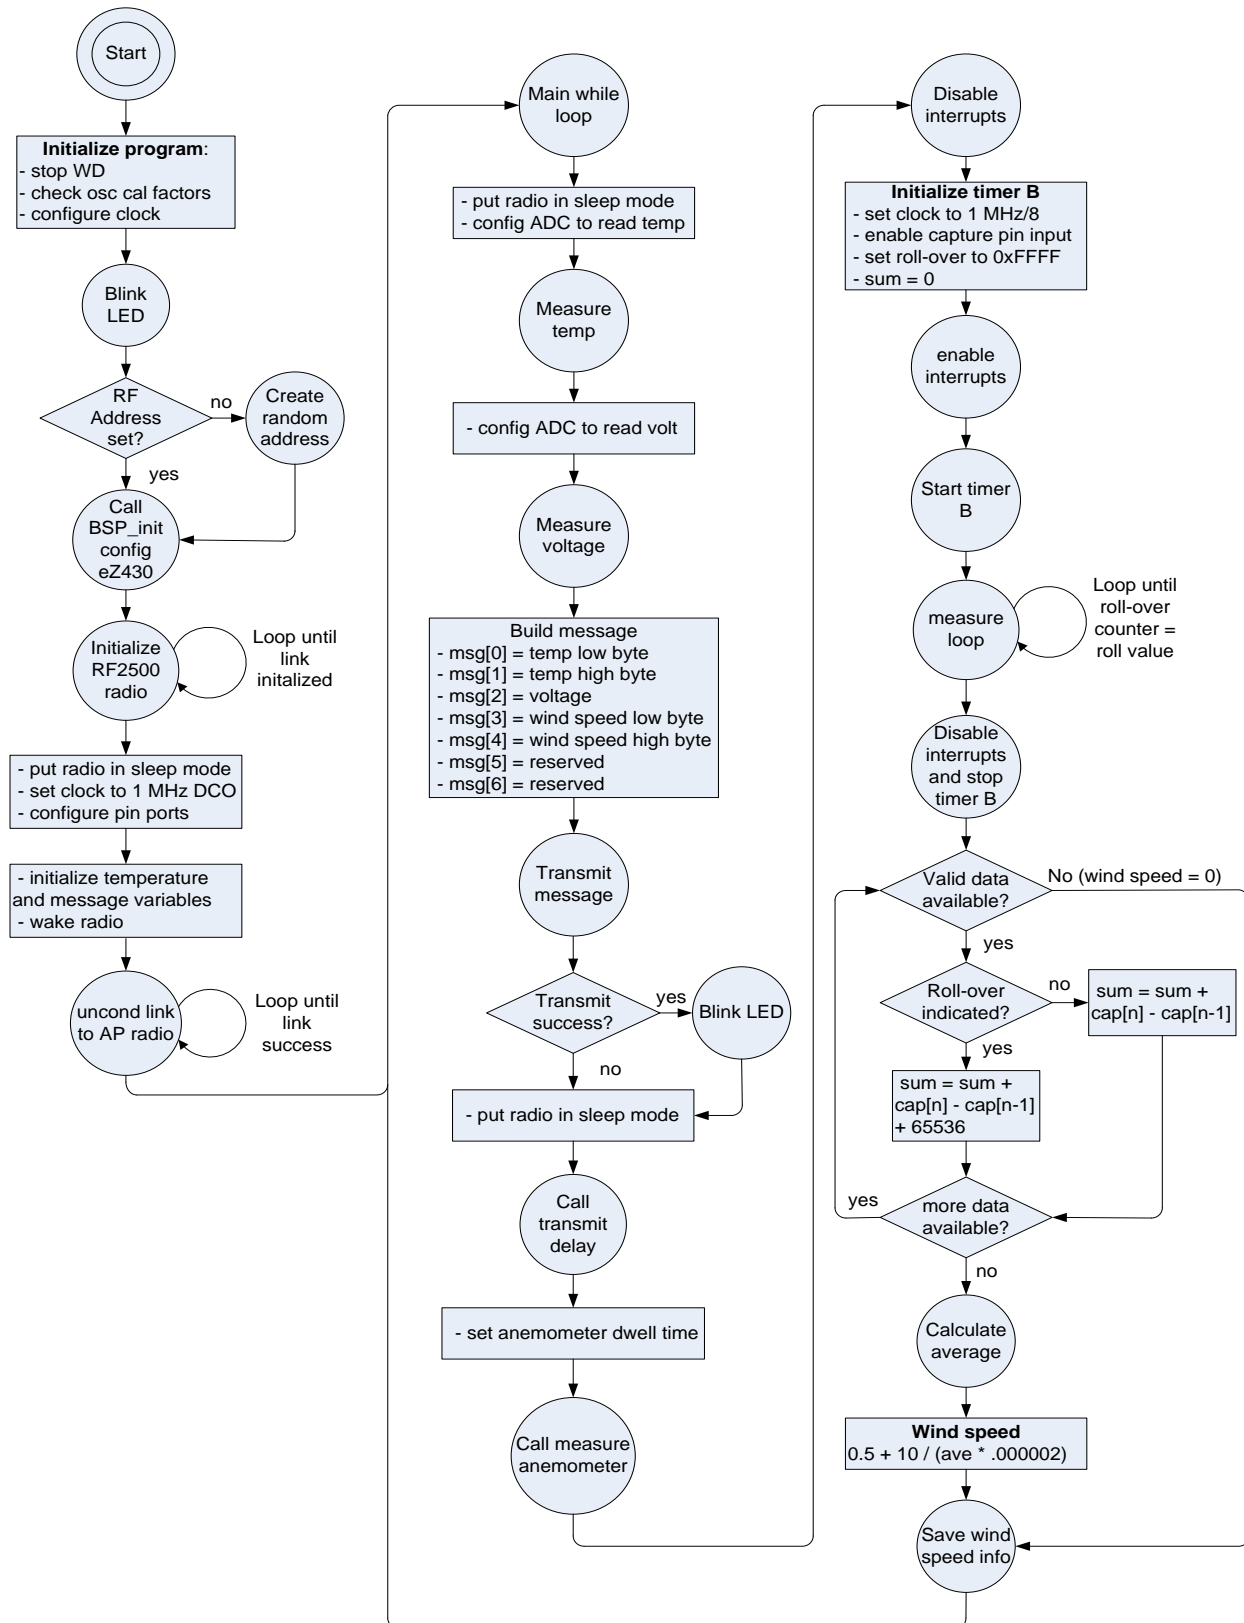 Start
Initialize program:
- stop WD
- check osc cal factors
- configure clock
Blink
LED
RF
Address
set?
no
Create
random
address
yes
Call
BSP_init
config
eZ430
Initialize
RF2500
radio
Loop until
link
initalized
- put radio in sleep mode
- set clock to 1 MHz DCO
- configure pin ports
- initialize temperature
and message variables
- wake radio
uncond link
to AP radio
Loop until
link
success
Main while
loop
- put radio in sleep mode
- config ADC to read temp
Measure
temp
- config ADC to read volt
Measure
voltage
Build message
- msg[0] = temp low byte
- msg[1] = temp high byte
- msg[2] = voltage
- msg[3] = wind speed low byte
- msg[4] = wind speed high byte
- msg[5] = reserved
- msg[6] = reserved
Transmit
message
Transmit
success?
yes
Blink LED
no
- put radio in sleep mode
Call
transmit
delay
- set anemometer dwell time
Call measure
anemometer
Disable
interrupts
Initialize timer B
- set clock to 1 MHz/8
- enable capture pin input
- set roll-over to 0xFFFF
- sum = 0
enable
interrupts
Start timer
B
measure
loop
Loop until
roll-over
counter =
roll value
Disable
interrupts
and stop
timer B
Valid data
available?
No (wind speed = 0)
yes
Roll-over
indicated?
no
sum = sum +
cap[n] - cap[n-1]
yes
sum = sum +
cap[n] - cap[n-1]
+ 65536
more data
available?
yes
no
Calculate
average
Wind speed
0.5 + 10 / (ave * .000002)
Save wind
speed info